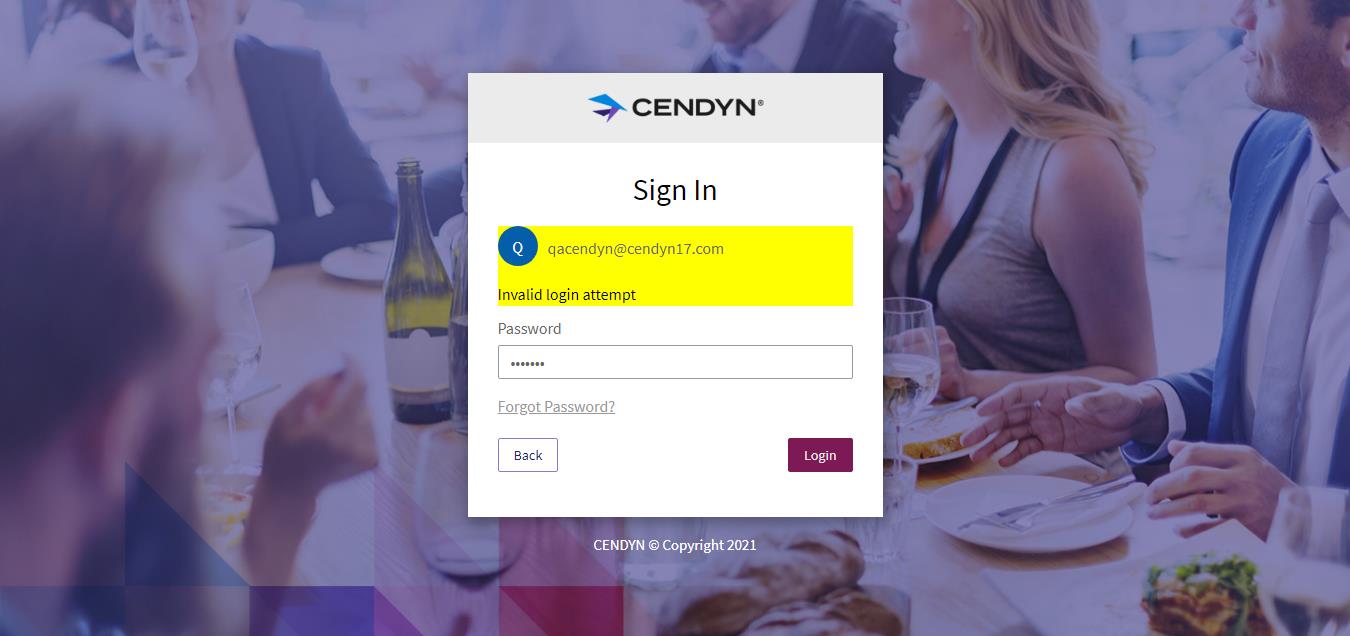 CENDYN®
Sign In
Q
qacendyn@cendyn17.com
Invalid login attempt
Password
•••••••
Forgot Password?
Back
Login
CENDYN © Copyright 2021